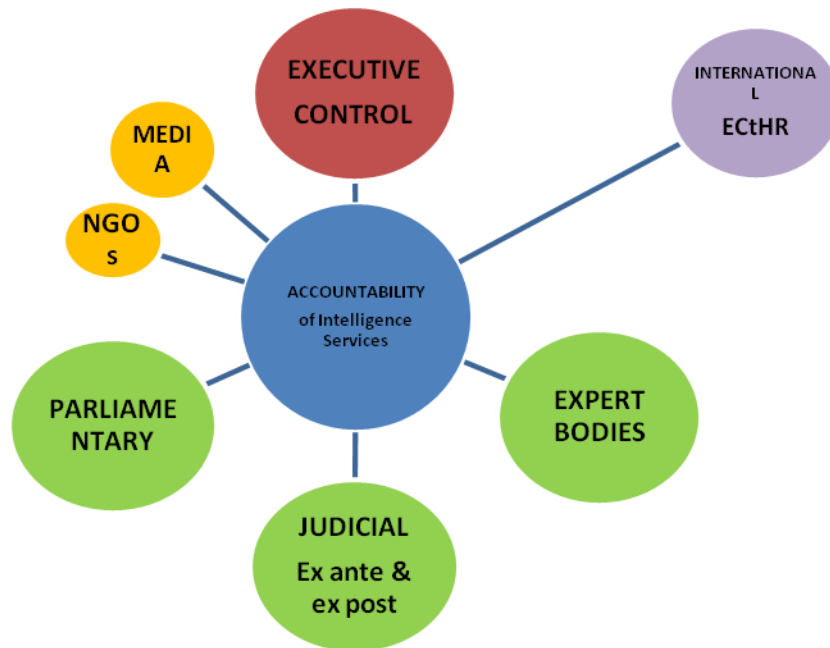 EXECUTIVE
CONTROL
INTERNATIONA
L
ECtHR
MEDI
A
NGO
s
ACCOUNTABILITY
of Intelligence
Services
PARLIAME
NTARY
EXPERT
BODIES
JUDICIAL
Ex ante &
ex post